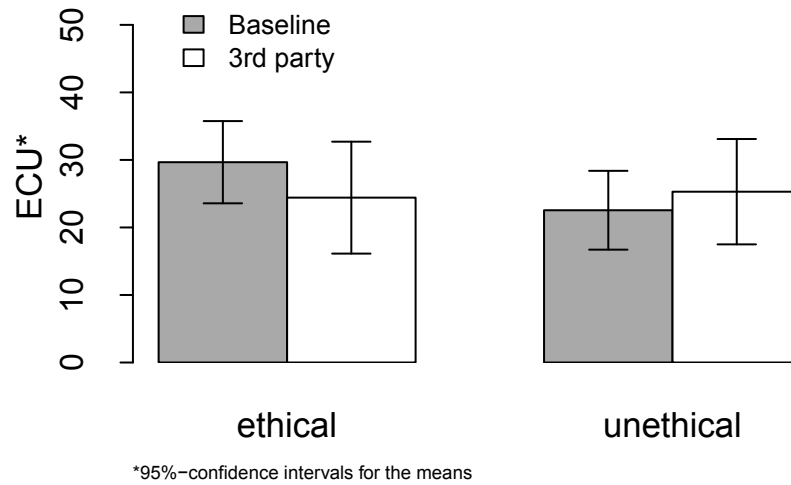 50
40
30
20
10
0
ECU*
Baseline
3rd party
ethical
unethical
*95%−confidence intervals for the means